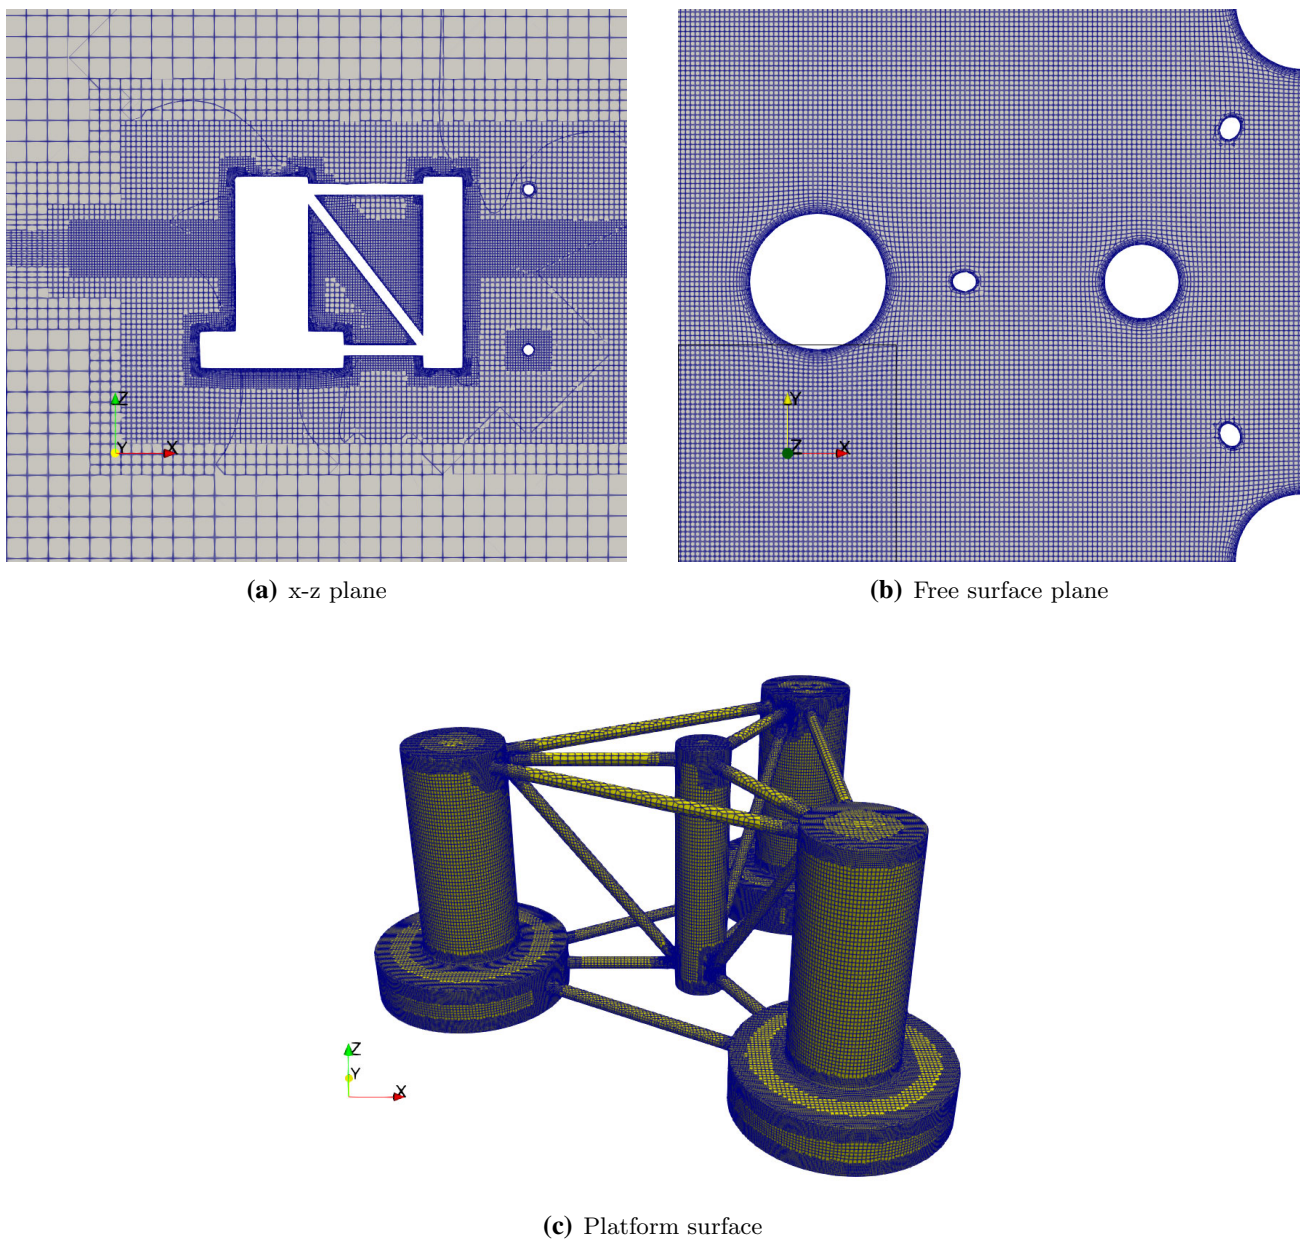 Z
Y
X
Y
Z
X
(a) x-z plane
(b) Free surface plane
Z
Y
X
(c) Platform surface